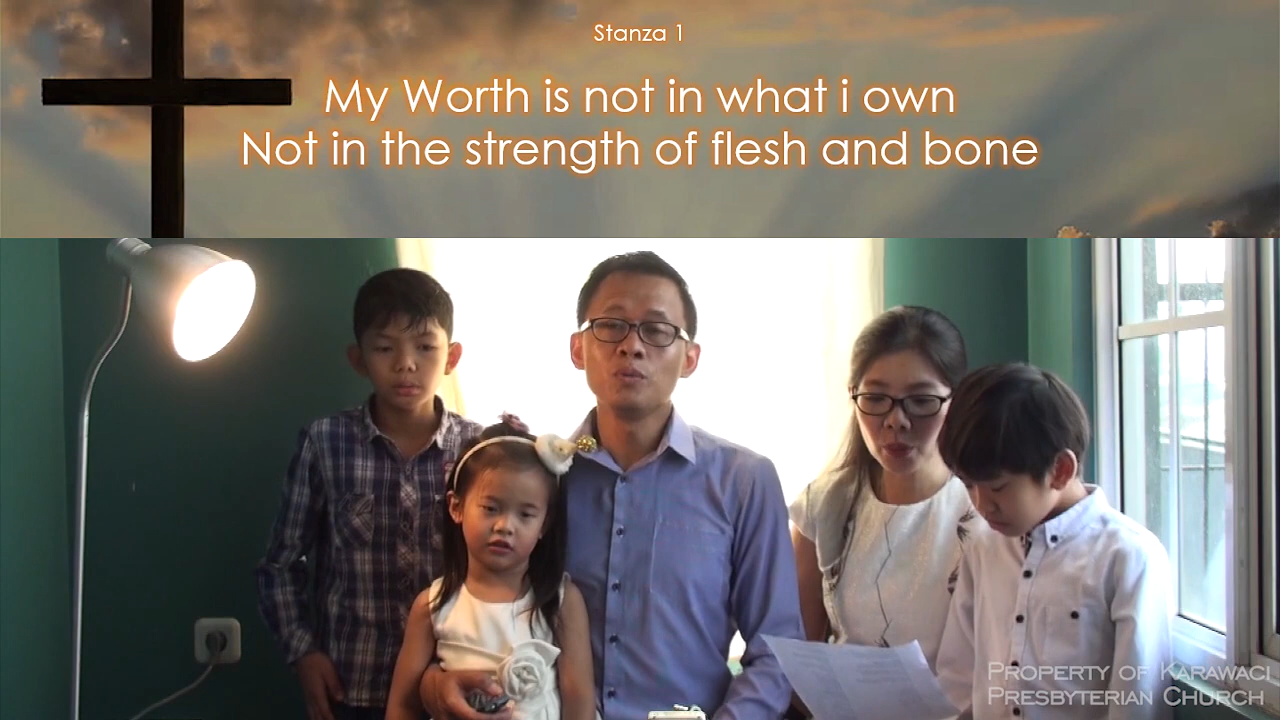 Stanza 1
My Worth is not in what i own
Not in the strength of flesh and bone
Property of Karawaci
Presbyterian Church